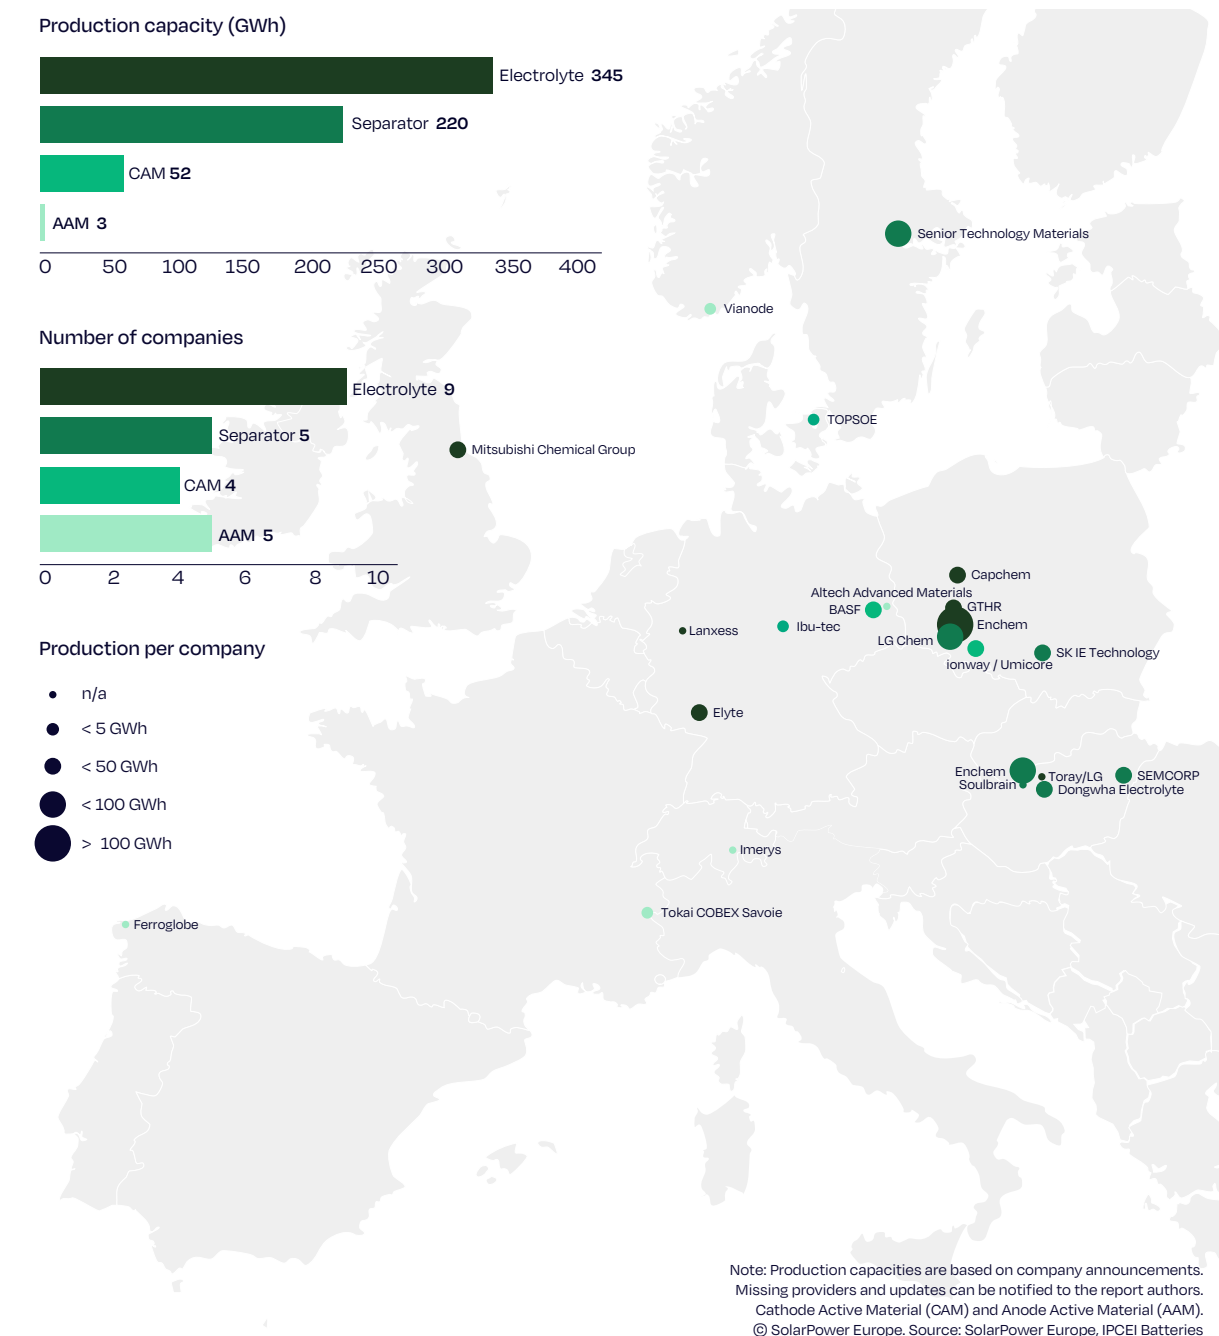 Production capacity (GWh)
Electrolyte 345
Separator 220
CAM 52
AAM 3
0 50 100 150 200 250 300 350 400
Number of companies
Electrolyte 9
Separator 5
CAM 4
AAM 5
0 2 4 6 8 10
Production per company
n/a
< 5 GWh
< 50 GWh
< 100 GWh
> 100 GWh
Senior Technology Materials
Vianode
TOPSOE
Mitsubishi Chemical Group
Capchem
Altech Advanced Materials
GTHR
BASF
Enchem
Ibu-tec
Lanxess
LG Chem
SK IE Technology
ionway / Umicore
Elyte
Enchem
Toray/LG
SEMCORP
Soulbrain
Dongwha Electrolyte
Imerys
Tokai COBEX Savoie
Ferroglobe
Note: Production capacities are based on company announcements.
Missing providers and updates can be notified to the report authors.
Cathode Active Material (CAM) and Anode Active Material (AAM).
© SolarPower Europe. Source: SolarPower Europe, IPCEI Batteries